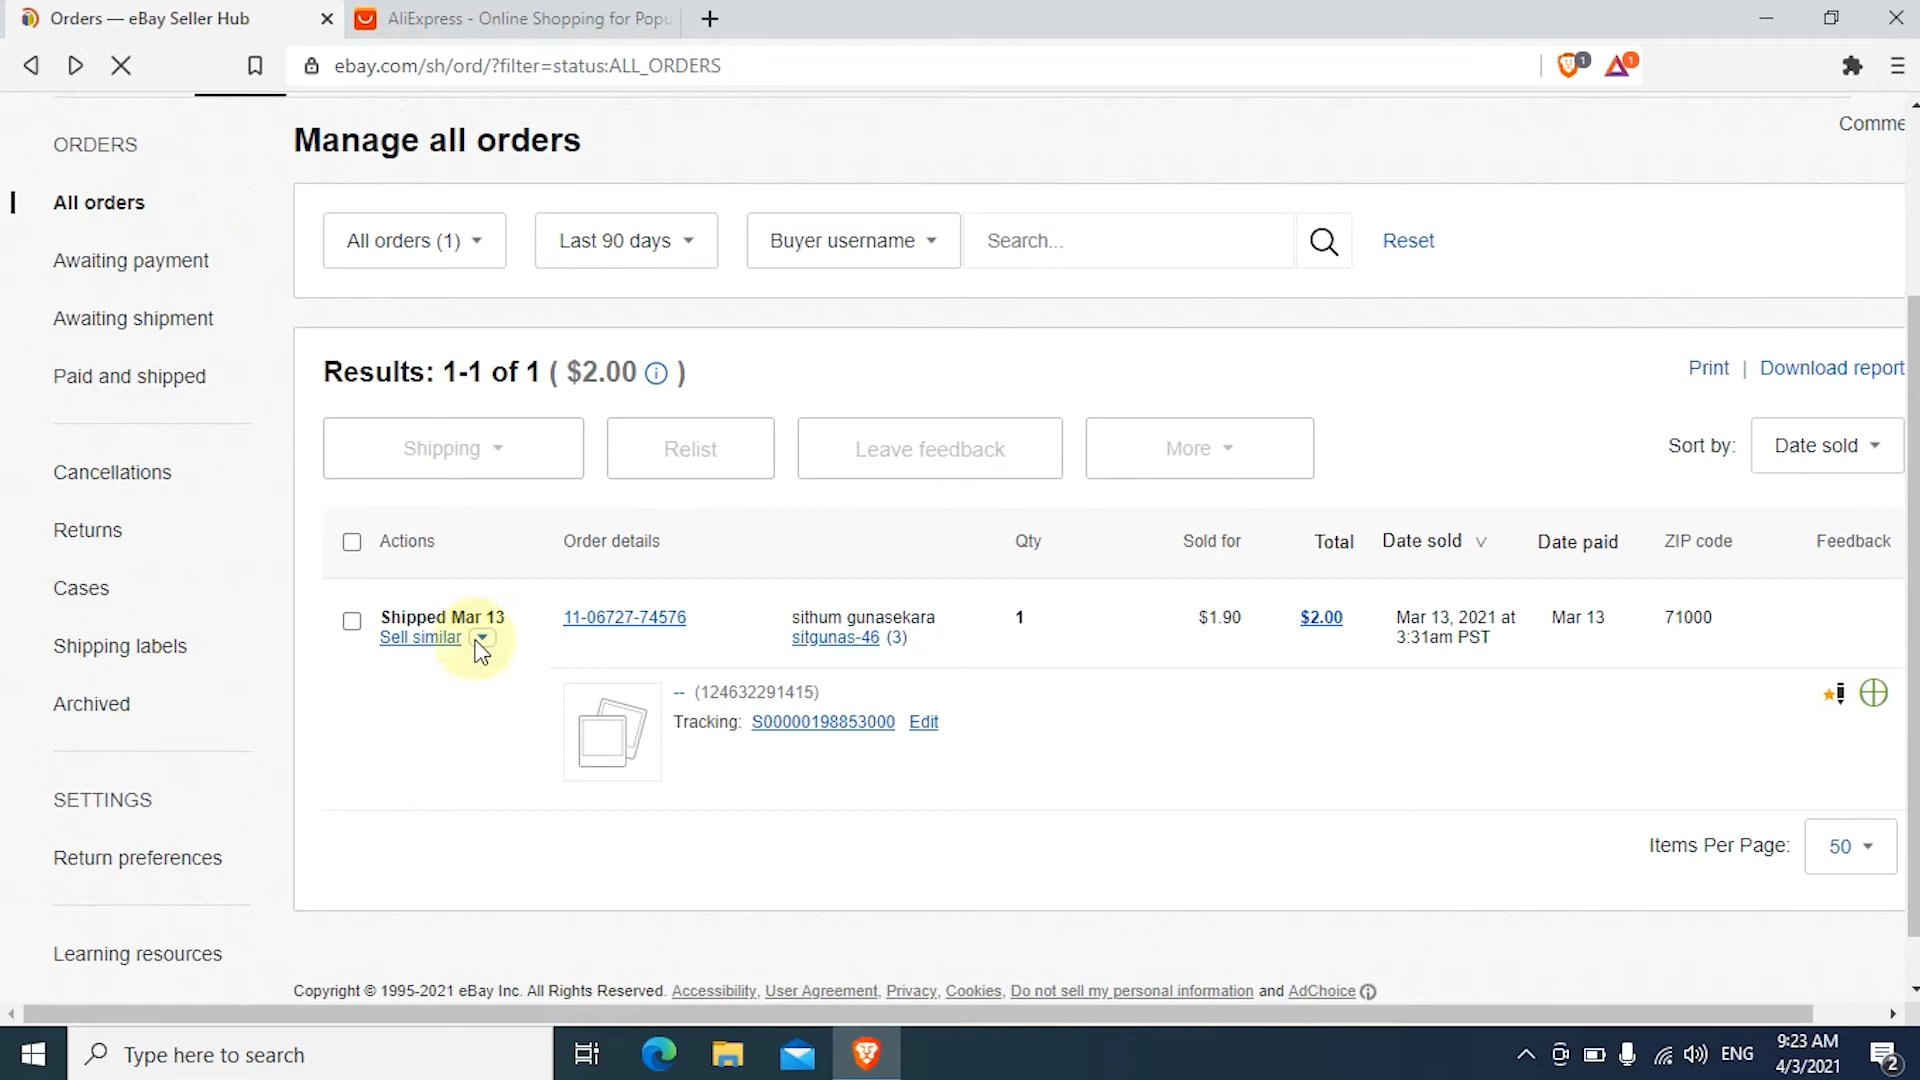 Orders — eBay Seller Hub
AliExpress - Online Shopping for Popu
ebay.com/sh/ord/?filter=status:ALL_ORDERS
1
1
Comme
ORDERS
All orders
Awaiting payment
Awaiting shipment
Paid and shipped
Cancellations
Returns
Cases
Shipping labels
Archived
SETTINGS
Return preferences
Learning resources
Manage all orders
All orders (1)
Last 90 days
Buyer username
Search...
Reset
Results: 1-1 of 1 ( $2.00 )
Print | Download report
Shipping
Relist
Leave feedback
More
Sort by: Date sold
Actions Order details Qty Sold for Total Date sold Date paid ZIP code Feedback
Shipped Mar 13 11-06727-74576 sithum gunasekara 1 $1.90 $2.00 Mar 13, 2021 at Mar 13 71000
Sell similar sitgunas-46 (3) 3:31am PST
-- (124632291415)
Tracking: S00000198853000 Edit
Items Per Page: 50
Copyright © 1995-2021 eBay Inc. All Rights Reserved. Accessibility, User Agreement, Privacy, Cookies, Do not sell my personal information and AdChoice
Type here to search
ENG
9:23 AM
4/3/2021
2